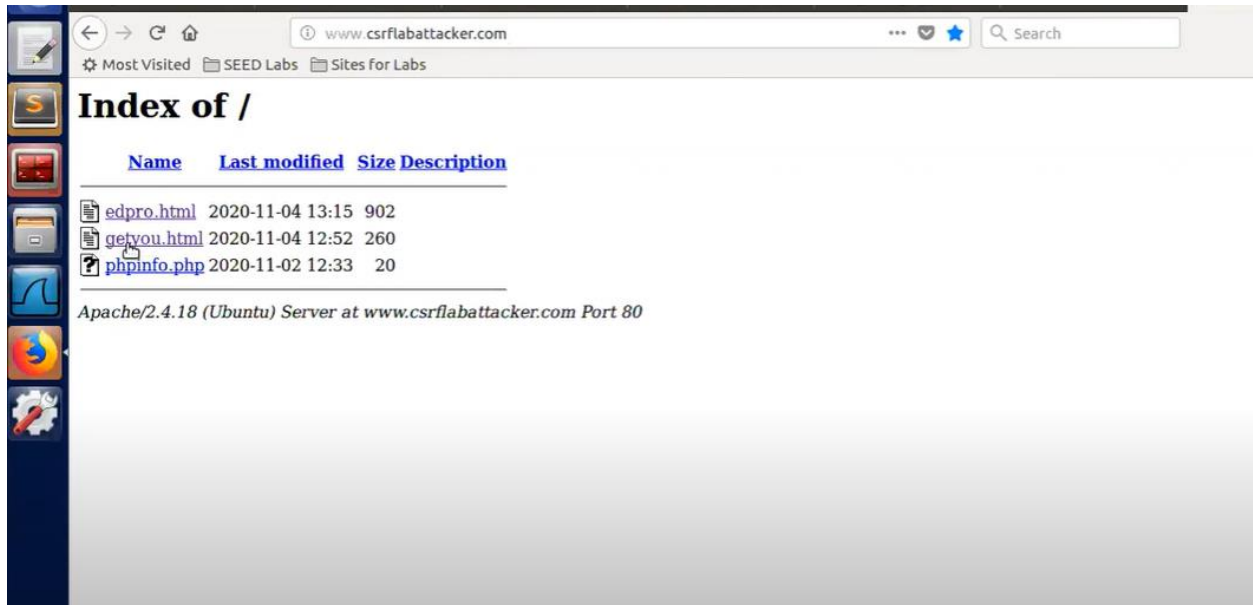 www.csrflabattacker.com
Search
Most Visited SEED Labs Sites for Labs
Index of /
Name Last modified Size Description
edpro.html 2020-11-04 13:15 902
getyou.html 2020-11-04 12:52 260
phpinfo.php 2020-11-02 12:33 20
Apache/2.4.18 (Ubuntu) Server at www.csrflabattacker.com Port 80